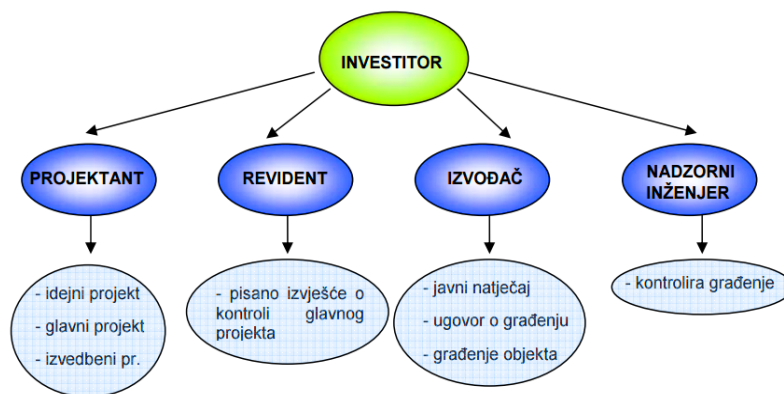 INVESTITOR
PROJEKTANT
REVIDENT
IZVOĐAČ
NADZORNI
INŽENJER
- idejni projekt
- glavni projekt
- izvedbeni pr.
- pisano izvješće o
kontroli glavnog
projekta
- javni natječaj
- ugovor o građenju
- građenje objekta
- kontrolira građenje